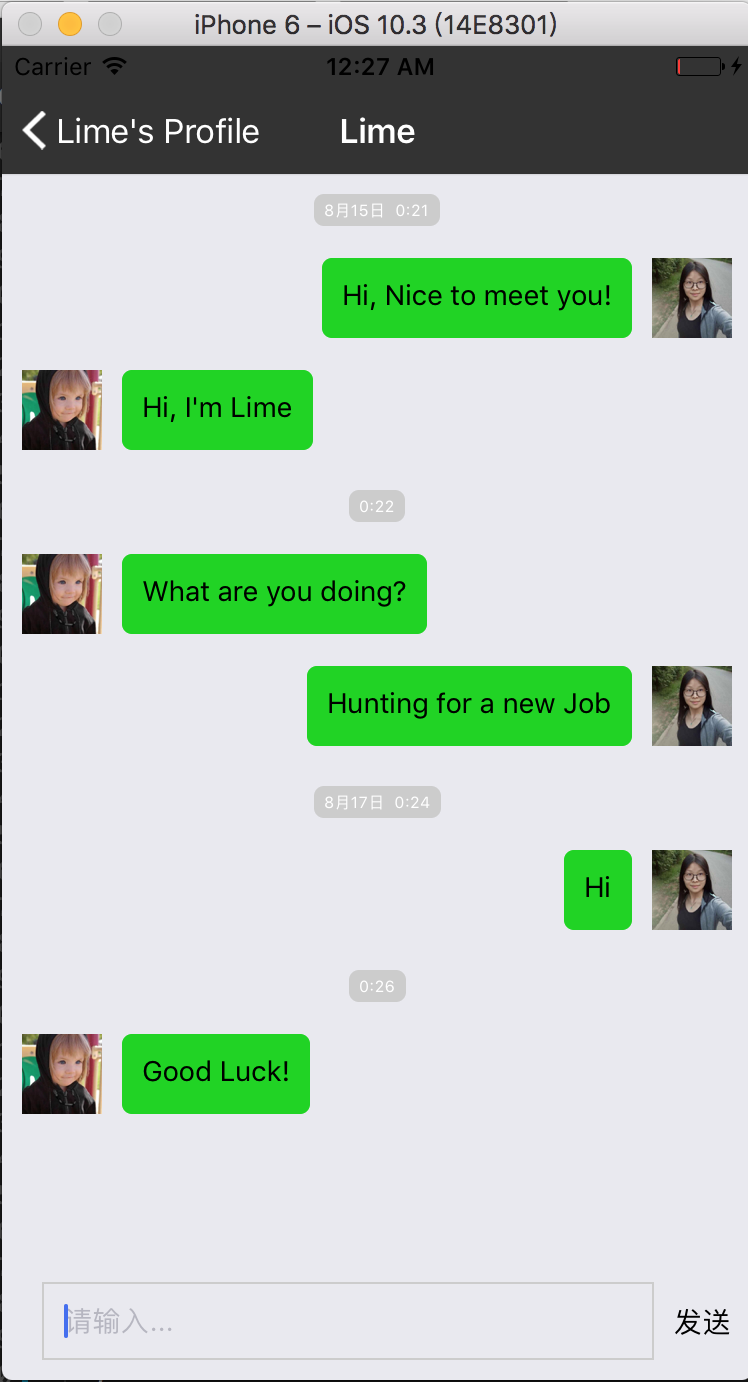 iPhone 6 – iOS 10.3 (14E8301)
Carrier 12:27 AM
Lime's Profile Lime
8月15日 0:21
Hi, Nice to meet you!
Hi, I'm Lime
0:22
What are you doing?
Hunting for a new Job
8月17日 0:24
Hi
0:26
Good Luck!
请输入... 发送